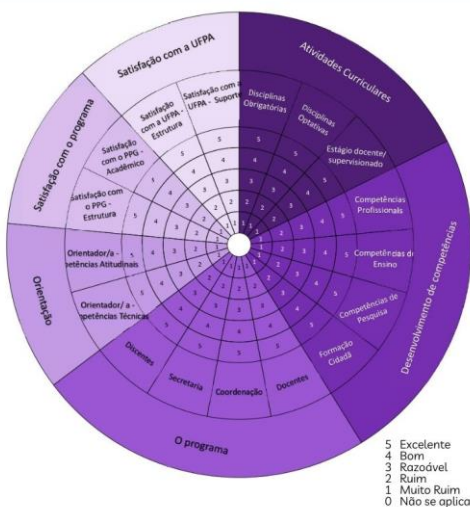 Satisfação com a UFPA
Atividades Curriculares
Desenvolvimento de competências
O programa
Orientação
Satisfação com o programa
Satisfação
com a UFPA -
Estrutura
Satisfação com a
UFPA - Suporte
Disciplinas
Obrigatórias
Disciplinas
Optativas
Estágio docente/
supervisionado
Competências
Profissionais
Competências de
Ensino
Competências de
Pesquisa
Formação
Cidadã
Docentes
Coordenação
Secretaria
Discentes
Orientador/ a -
petências Técnicas
Orientador/a -
petências Atitudinais
Satisfação com
o PPG -
Estrutura
Satisfação
com o PPG -
Acadêmico
5 Excelente
4 Bom
3 Razoável
2 Ruim
1 Muito Ruim
0 Não se aplica